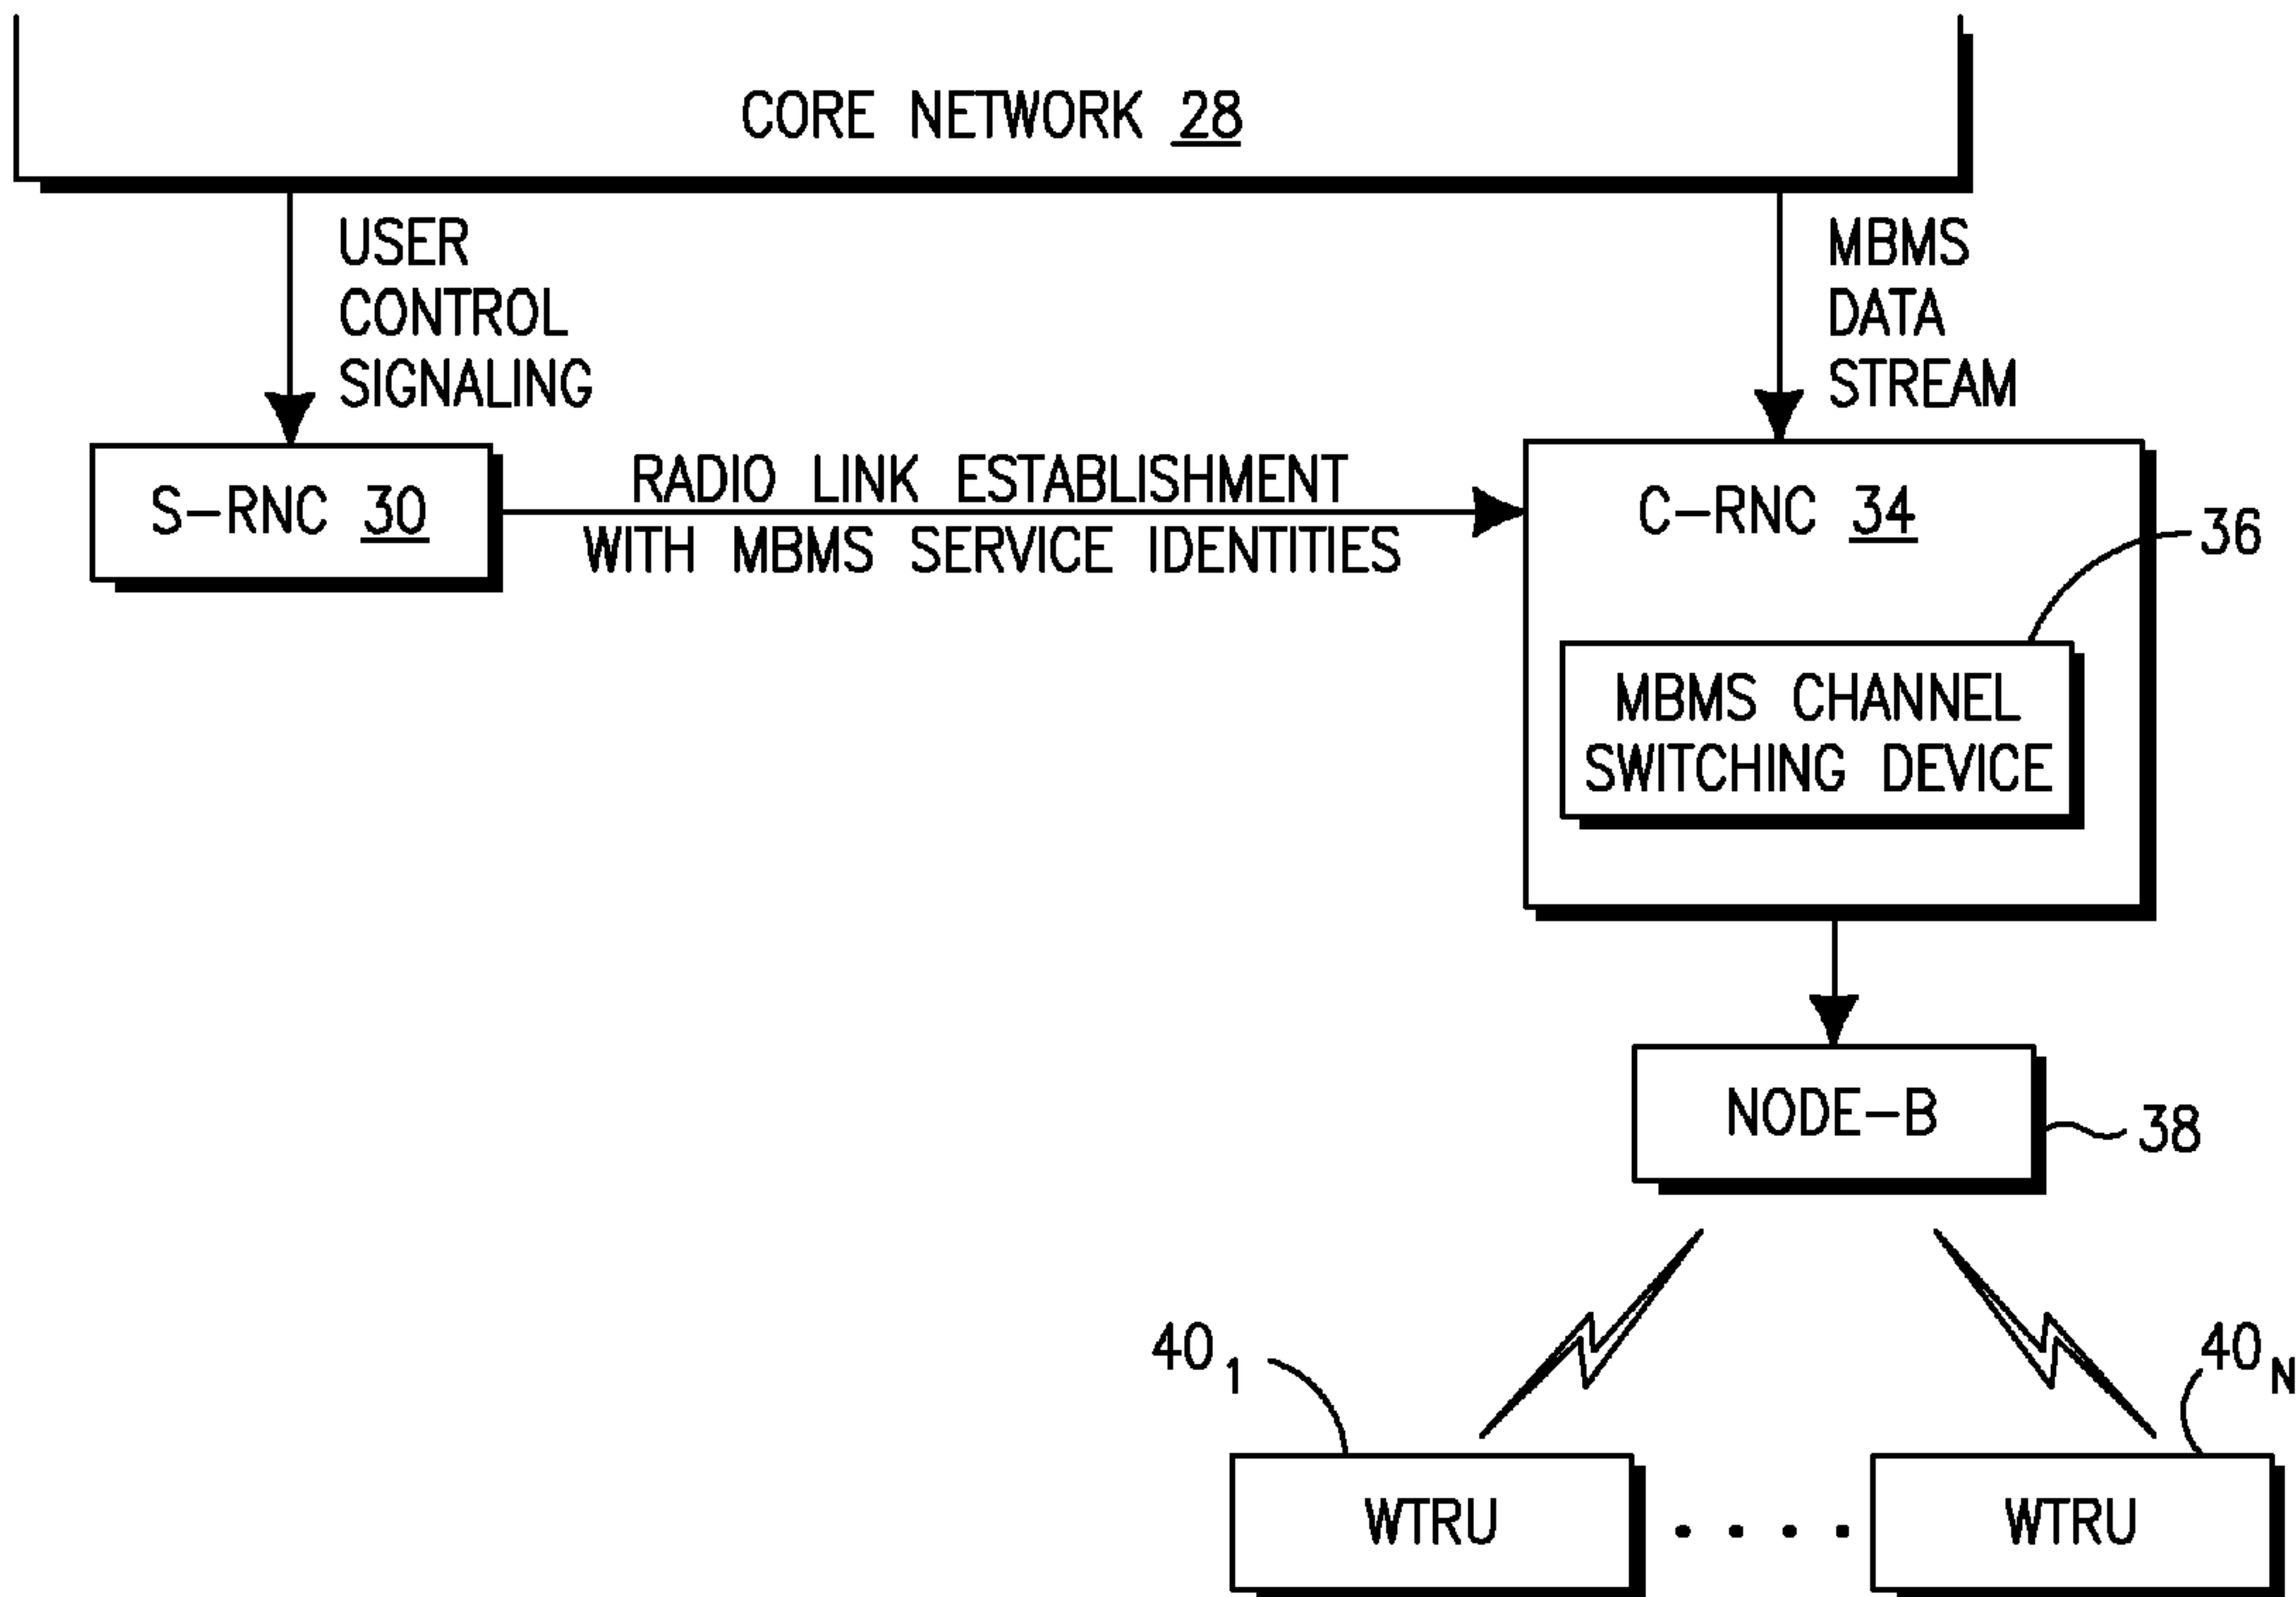 CORE NETWORK 28
USER
CONTROL
SIGNALING
MBMS
DATA
STREAM
S-RNC 30
RADIO LINK ESTABLISHMENT
WITH MBMS SERVICE IDENTITIES
C-RNC 34
36
MBMS CHANNEL
SWITCHING DEVICE
NODE-B
38
40 1
40 N
WTRU
WTRU